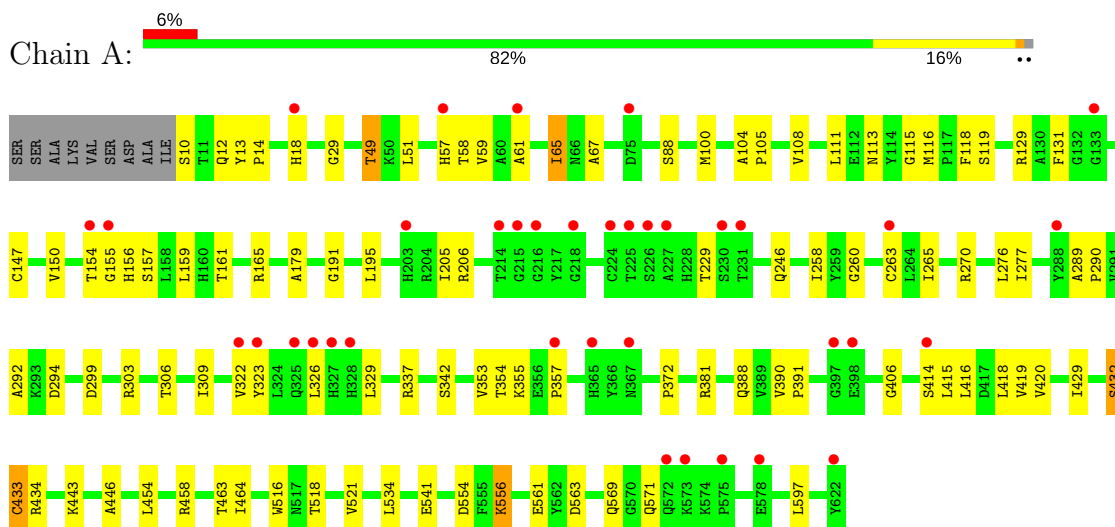 6%
Chain A:
82% 16% ••
SER SER ALA LYS VAL SER ASP ALA ILE S10 T11 Q12 Y13 P14 H18 G29 T49 K50 L51 H57 T58 V59 A60 A61 I65 N66 A67 D75 S88 M100 A104 P105 V108 L111 E112 N113 Y114 G115 M116 P117 F118 S119 R129 A130 F131 G132 G133
C147 V150 T154 G155 H156 S157 L158 L159 H160 T161 R165 A179 G191 L195 H203 R204 I205 R206 T214 G215 G216 Y217 G218 C224 T225 S226 A227 H228 T229 S230 T231 Q246 I258 Y259 G260 C263 L264 I265 R270 L276 I277 Y288 A289 P290 V291
A292 K293 D294 D299 R303 T306 I309 V322 Y323 L324 Q325 L326 H327 H328 L329 R337 S342 V353 T354 K355 E356 P357 H365 Y366 N367 P372 R381 Q388 V389 V390 P391 G397 E398 G406 S414 L415 L416 D417 L418 V419 V420 I429 S432
C433 R434 K443 A446 L454 R458 T463 I464 W516 N517 T518 V521 L534 E541 D554 F555 K556 E561 Y562 D563 Q569 G570 Q571 Q572 K573 K574 P575 E578 L597 Y622